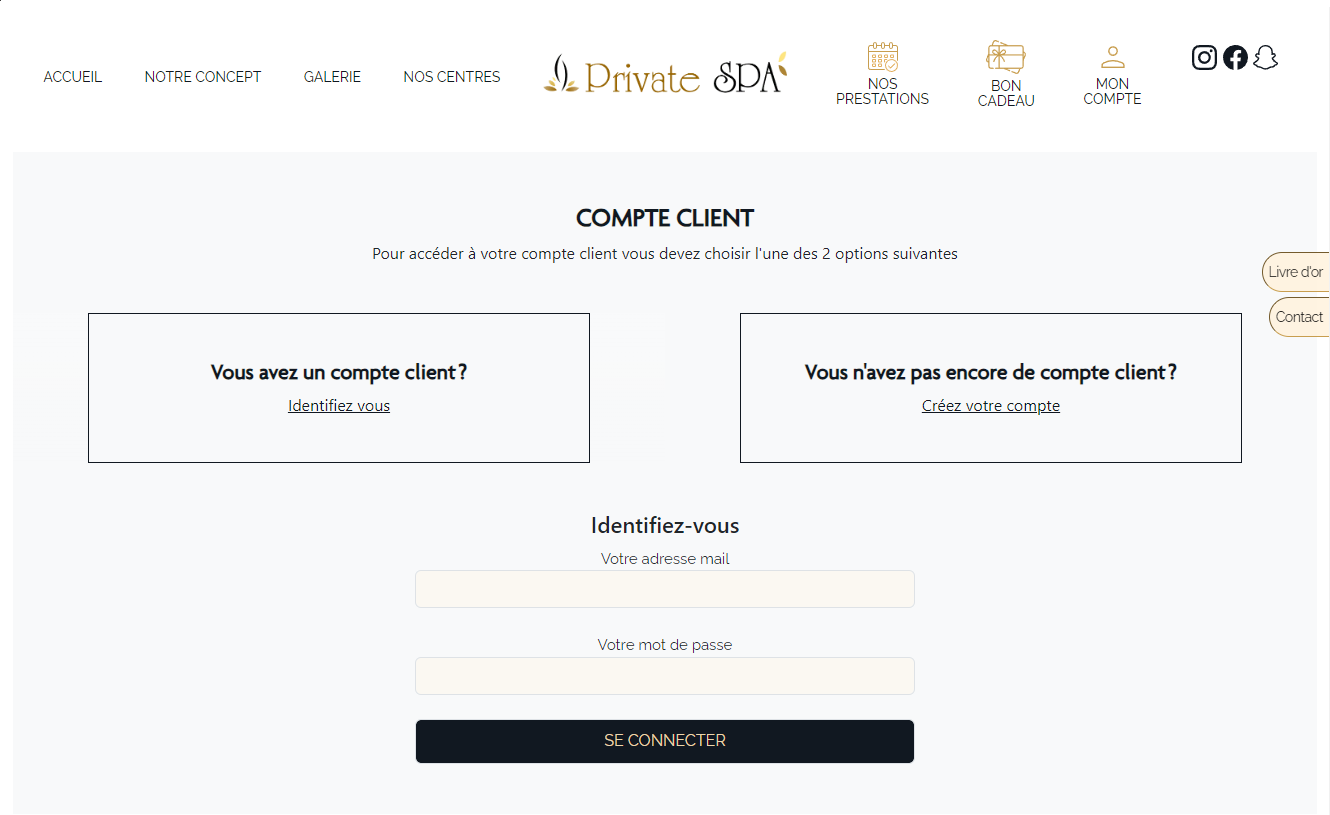 ACCUEIL
NOTRE CONCEPT
GALERIE
NOS CENTRES
Private SPA
NOS
PRESTATIONS
BON
CADEAU
MON
COMPTE
COMPTE CLIENT
Pour accéder à votre compte client vous devez choisir l'une des 2 options suivantes
Livre d'or
Contact
Vous avez un compte client ?
Identifiez vous
Vous n'avez pas encore de compte client ?
Créez votre compte
Identifiez-vous
Votre adresse mail
Votre mot de passe
SE CONNECTER